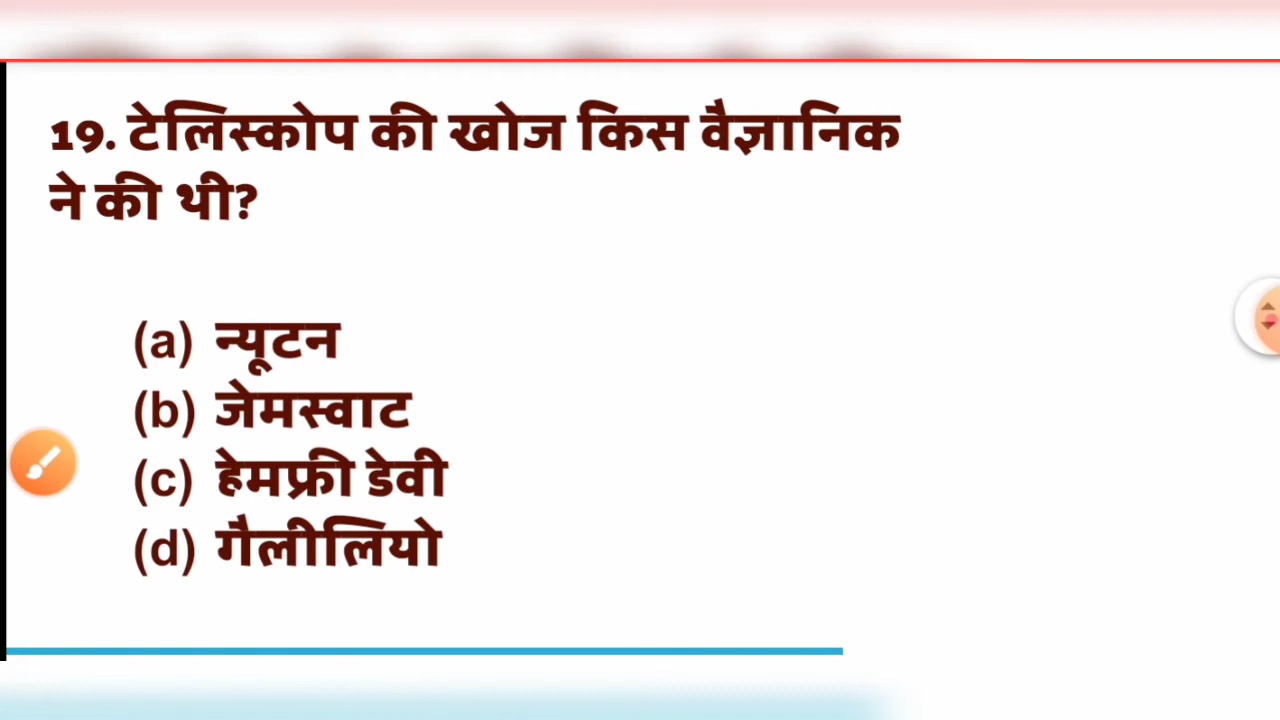 19. टेलिस्कोप की खोज किस वैज्ञानिक
ने की थी?
(a) न्यूटन
(b) जेमस्वाट
(c) हेमफ्री डेवी
(d) गैलीलियो